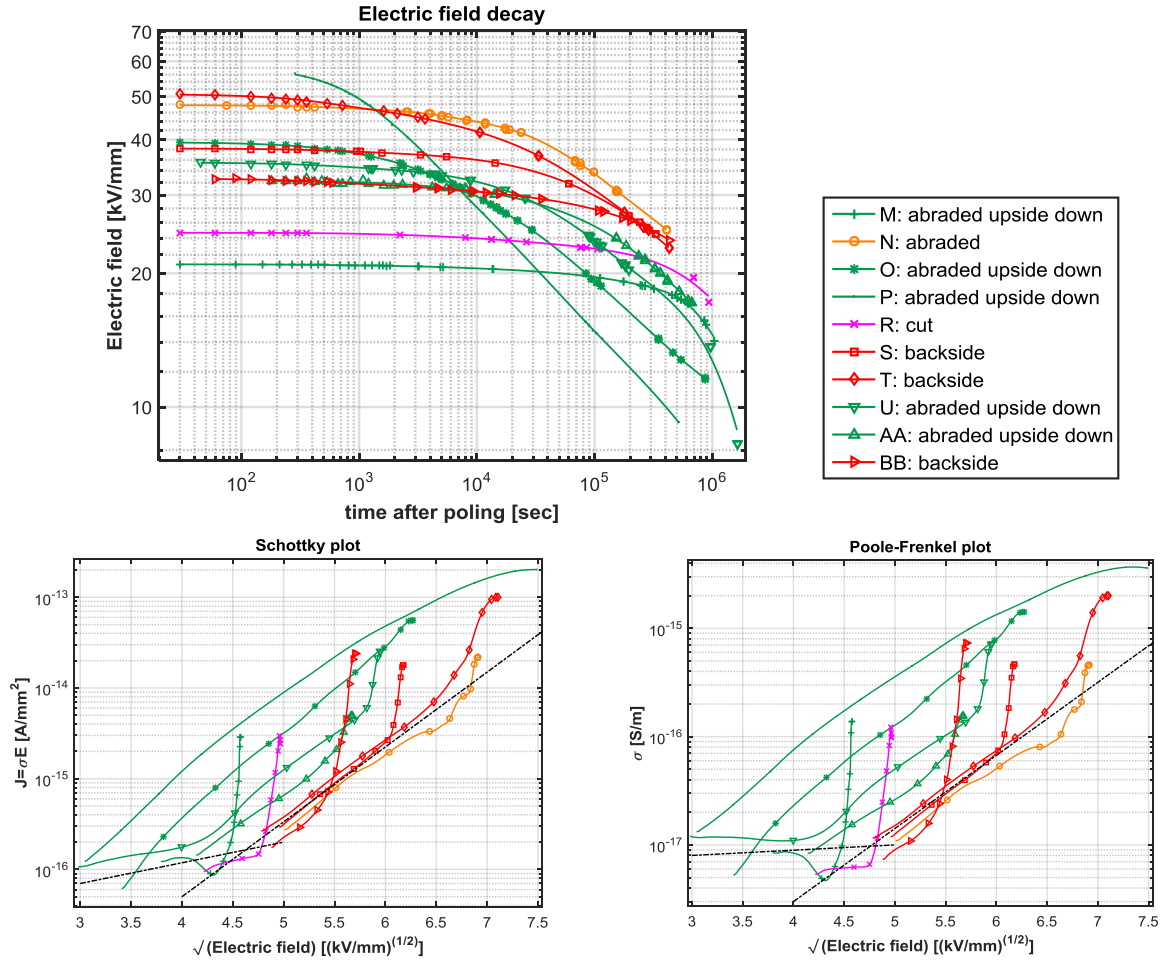 Electric field decay
70
60
50
40
30
20
10
Electric field [kV/mm]
10^2
10^3
10^4
10^5
10^6
time after poling [sec]
M: abraded upside down
N: abraded
O: abraded upside down
P: abraded upside down
R: cut
S: backside
T: backside
U: abraded upside down
AA: abraded upside down
BB: backside
Schottky plot
10^-13
10^-14
10^-15
10^-16
J=σE [A/mm^2]
3 3.5 4 4.5 5 5.5 6 6.5 7 7.5
√(Electric field) [(kV/mm)^(1/2)]
Poole-Frenkel plot
10^-15
10^-16
10^-17
σ [S/m]
3 3.5 4 4.5 5 5.5 6 6.5 7 7.5
√(Electric field) [(kV/mm)^(1/2)]